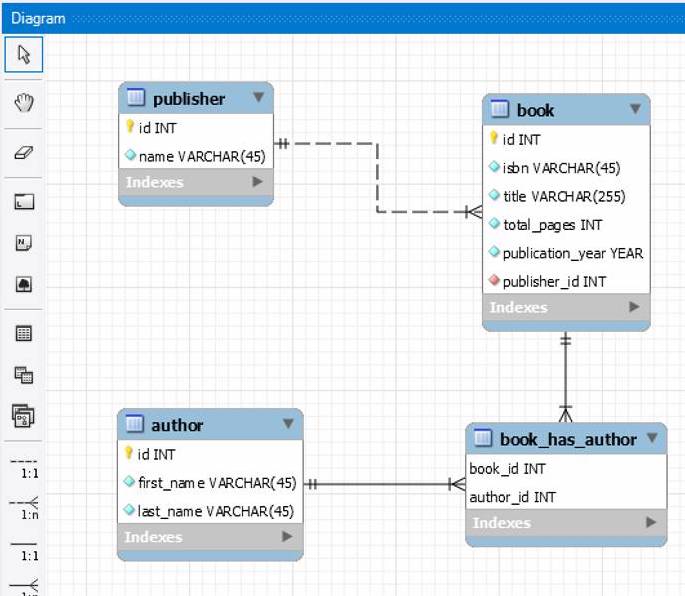 Diagram
publisher
id INT
name VARCHAR(45)
Indexes
book
id INT
isbn VARCHAR(45)
title VARCHAR(255)
total_pages INT
publication_year YEAR
publisher_id INT
Indexes
author
id INT
first_name VARCHAR(45)
last_name VARCHAR(45)
Indexes
book_has_author
book_id INT
author_id INT
Indexes
1:1
1:n
1:1